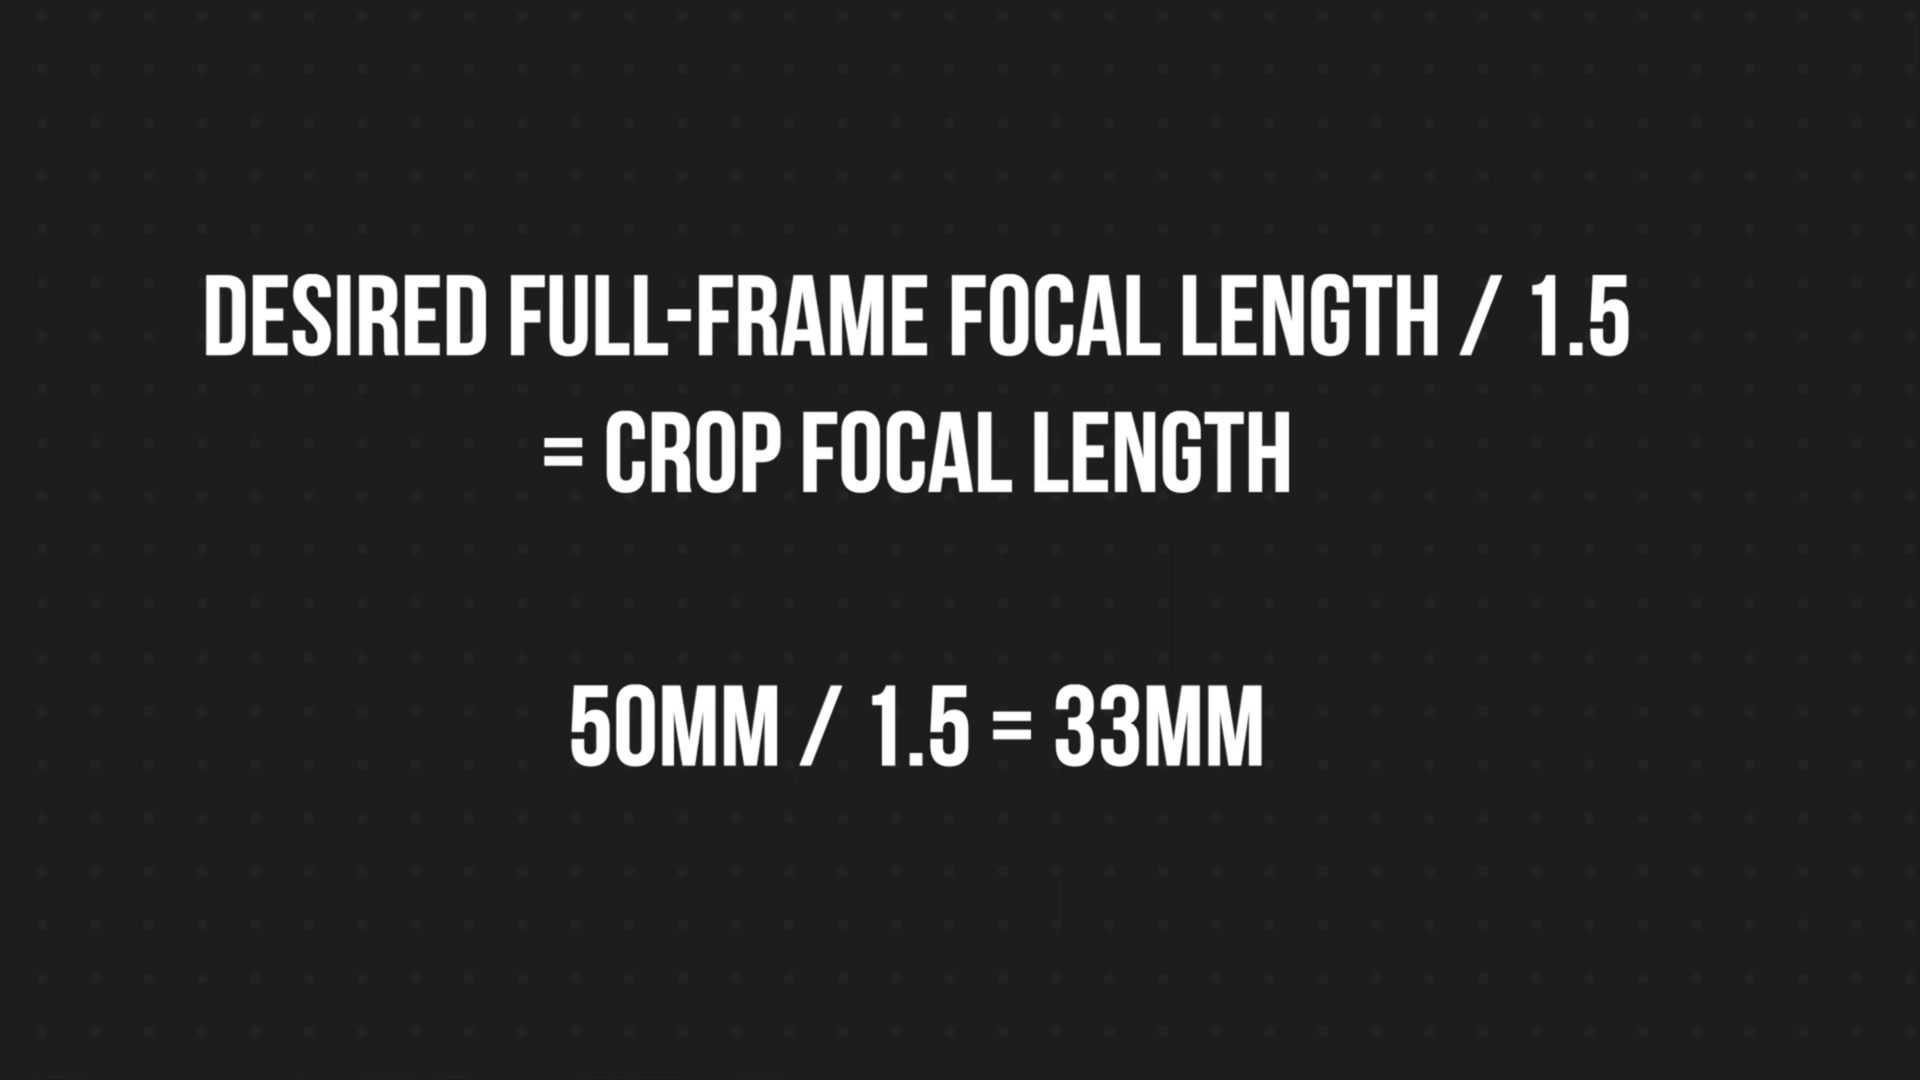 DESIRED FULL-FRAME FOCAL LENGTH / 1.5
= CROP FOCAL LENGTH
50MM / 1.5 = 33MM